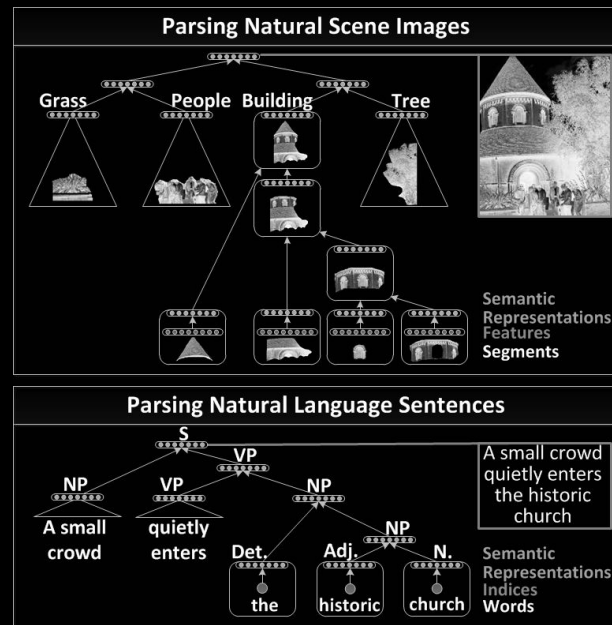 Parsing Natural Scene Images
Grass People Building Tree
Semantic
Representations
Features
Segments
Parsing Natural Language Sentences
S
VP
NP VP NP
A small
crowd
quietly
enters
NP
Det. Adj. N.
the historic church
A small crowd
quietly enters
the historic
church
Semantic
Representations
Indices
Words